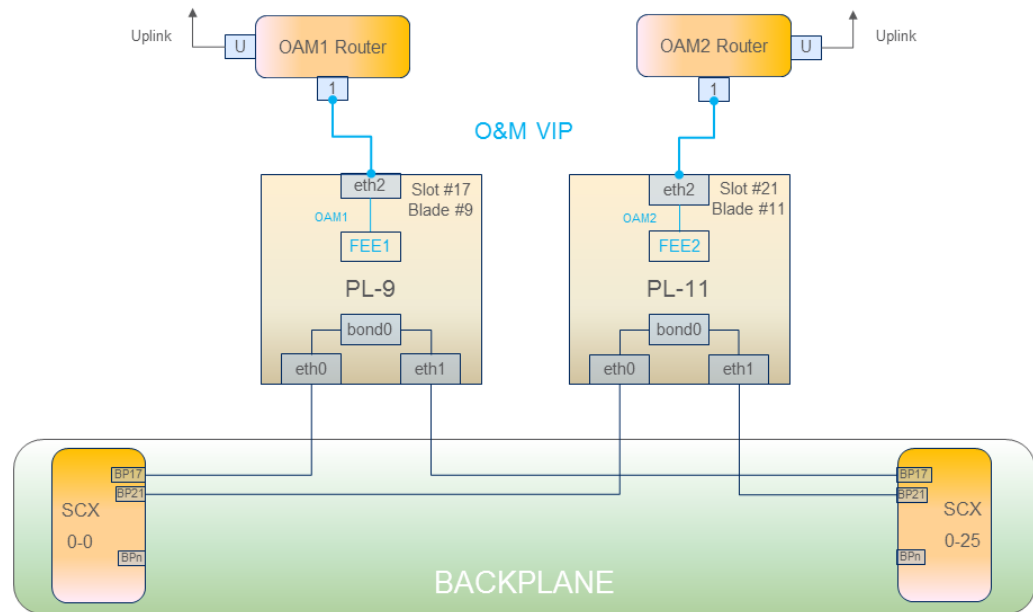 Uplink
U
OAM1 Router
1
OAM2 Router
U
Uplink
1
O&M VIP
eth2
Slot #17
Blade #9
OAM1
FEE1
PL-9
bond0
eth0
eth1
eth2
Slot #21
Blade #11
OAM2
FEE2
PL-11
bond0
eth0
eth1
BP17
BP21
SCX
0-0
BPn
BP17
BP21
SCX
0-25
BPn
BACKPLANE